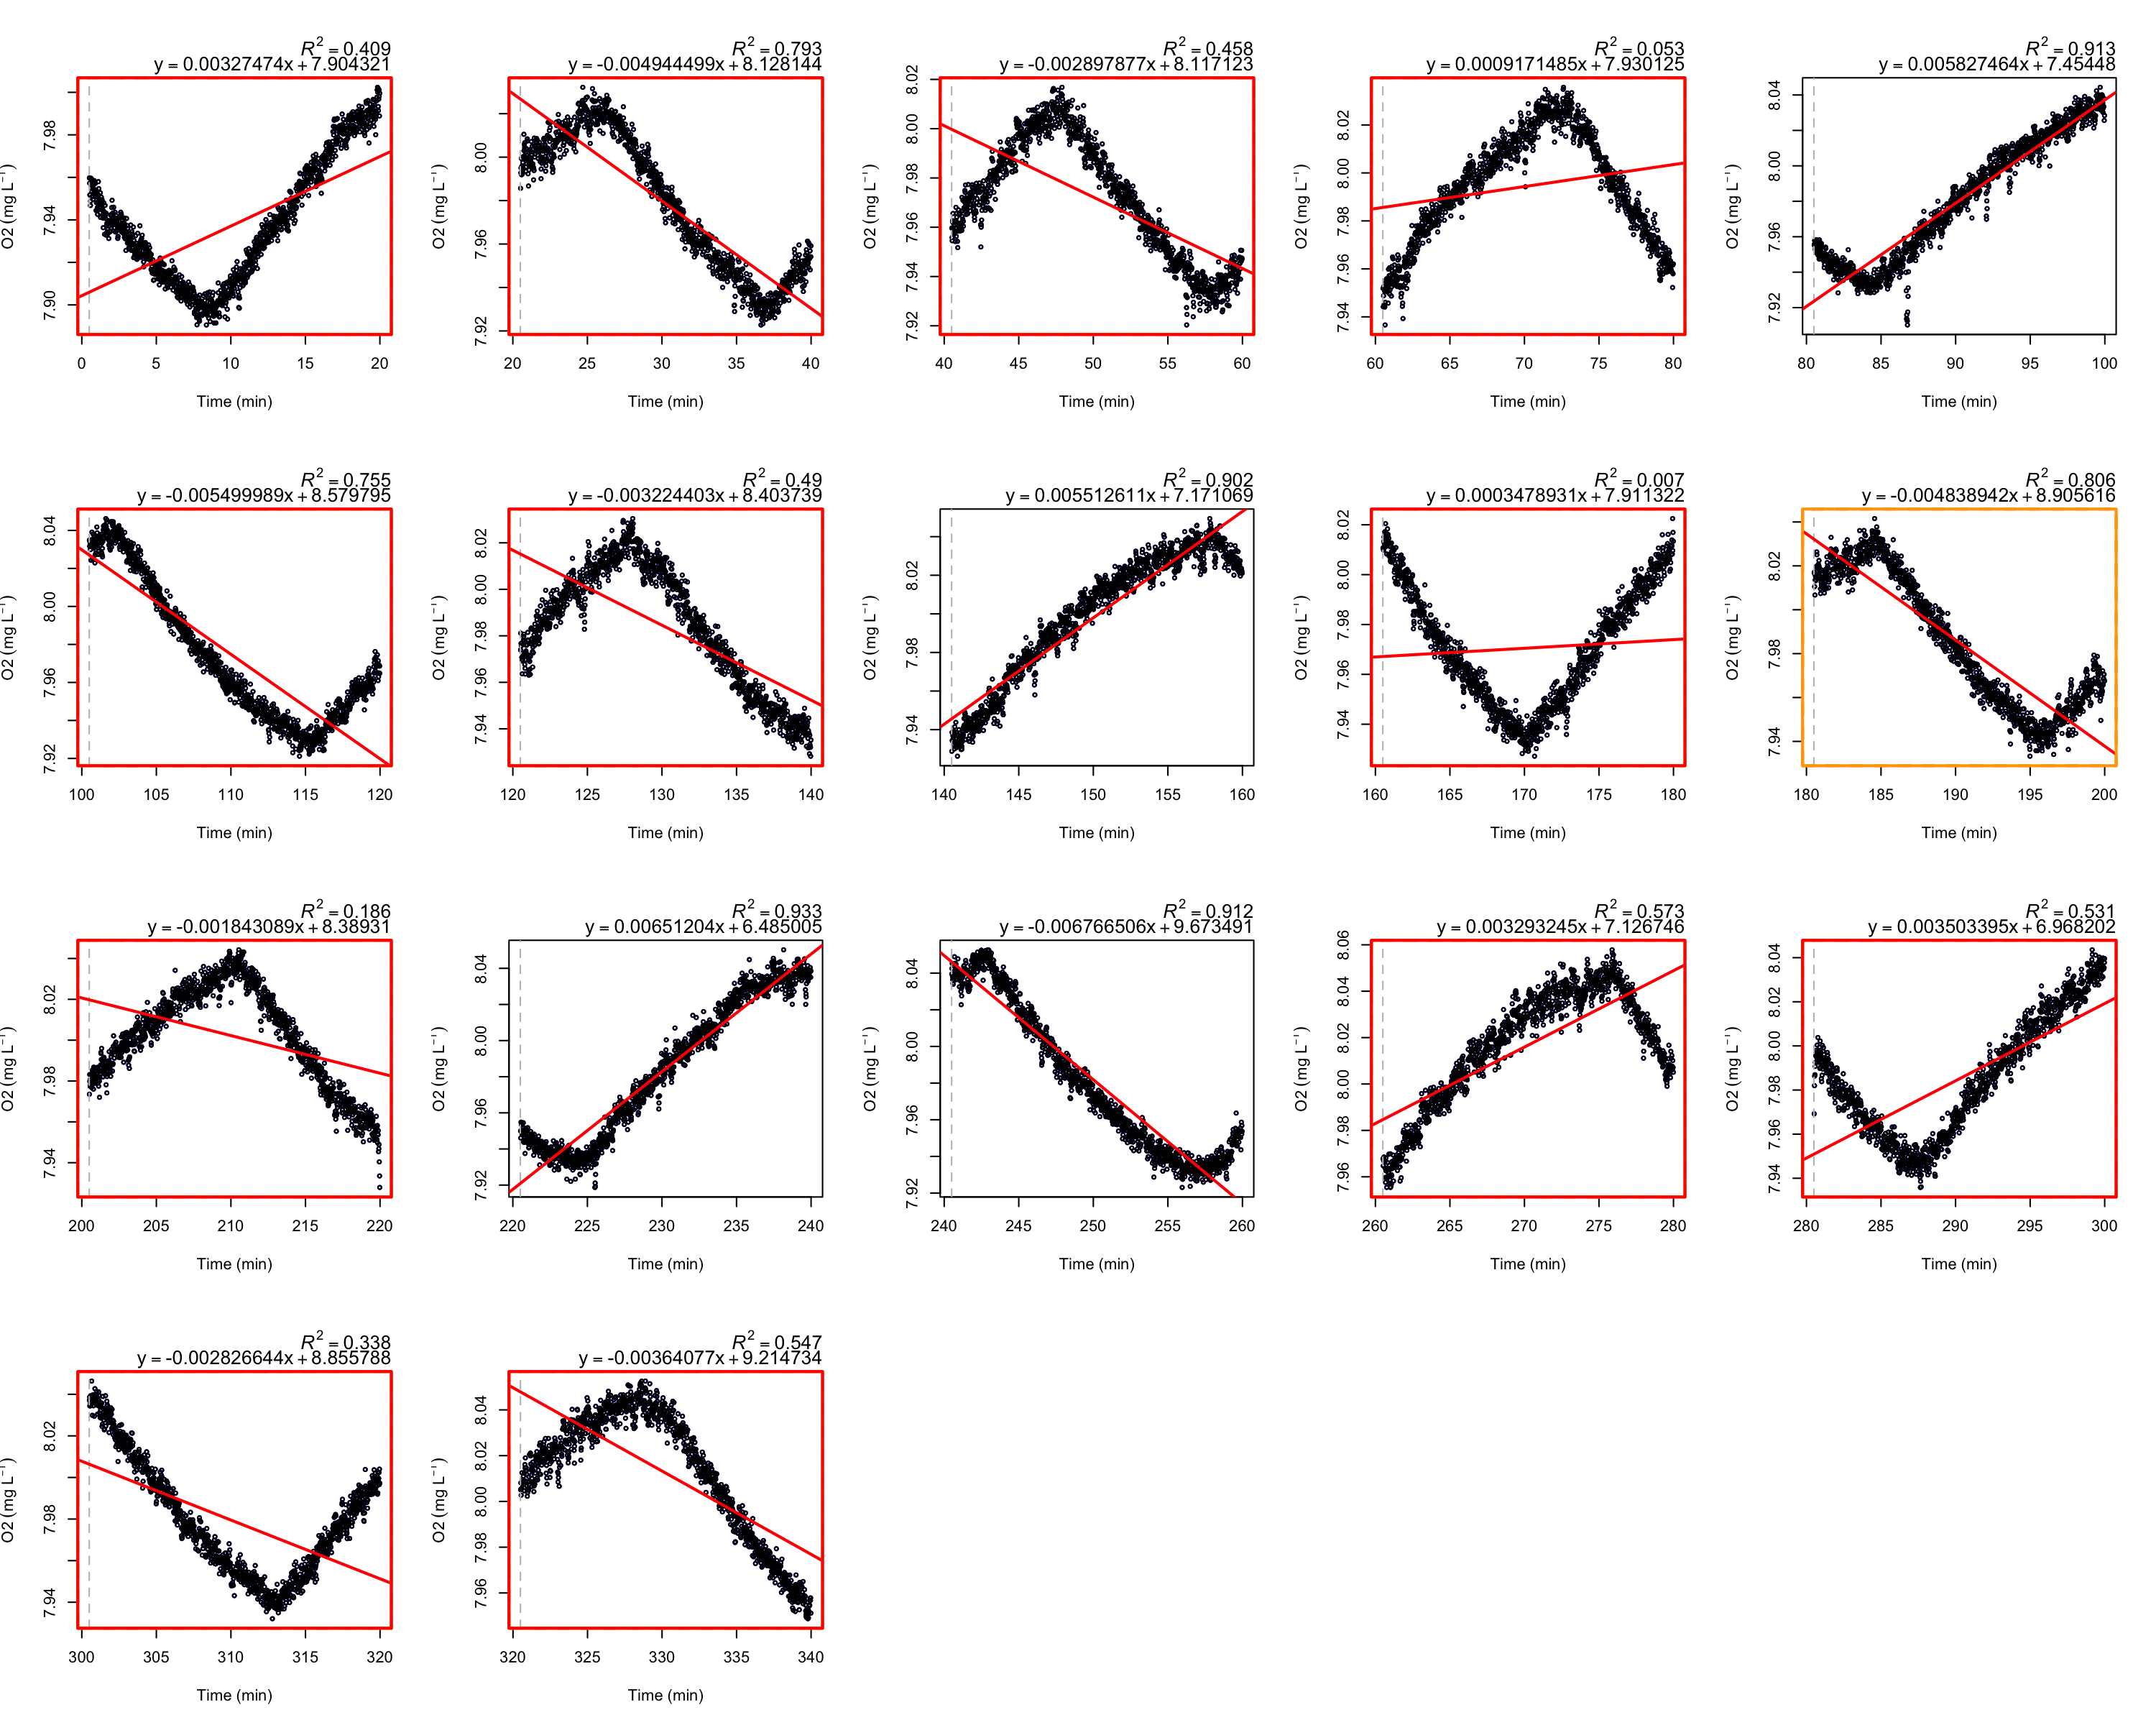 R² = 0.409
y = 0.00327474x + 7.904321
O2 (mg L⁻¹)
7.90 7.94 7.98
0 5 10 15 20
Time (min)
R² = 0.793
y = -0.004944499x + 8.128144
O2 (mg L⁻¹)
7.92 7.96 8.00
20 25 30 35 40
Time (min)
R² = 0.458
y = -0.002897877x + 8.117123
O2 (mg L⁻¹)
7.92 7.94 7.96 7.98 8.00 8.02
40 45 50 55 60
Time (min)
R² = 0.053
y = 0.0009171485x + 7.930125
O2 (mg L⁻¹)
7.94 7.96 7.98 8.00 8.02
60 65 70 75 80
Time (min)
R² = 0.913
y = 0.005827464x + 7.45448
O2 (mg L⁻¹)
7.92 7.96 8.00 8.04
80 85 90 95 100
Time (min)
R² = 0.755
y = -0.005499989x + 8.579795
O2 (mg L⁻¹)
7.92 7.96 8.00 8.04
100 105 110 115 120
Time (min)
R² = 0.49
y = -0.003224403x + 8.403739
O2 (mg L⁻¹)
7.94 7.96 7.98 8.00 8.02
120 125 130 135 140
Time (min)
R² = 0.902
y = 0.005512611x + 7.171069
O2 (mg L⁻¹)
7.94 7.98 8.02
140 145 150 155 160
Time (min)
R² = 0.007
y = 0.0003478931x + 7.911322
O2 (mg L⁻¹)
7.94 7.96 7.98 8.00 8.02
160 165 170 175 180
Time (min)
R² = 0.806
y = -0.004838942x + 8.905616
O2 (mg L⁻¹)
7.94 7.98 8.02
180 185 190 195 200
Time (min)
R² = 0.186
y = -0.001843089x + 8.38931
O2 (mg L⁻¹)
7.94 7.98 8.02
200 205 210 215 220
Time (min)
R² = 0.933
y = 0.00651204x + 6.485005
O2 (mg L⁻¹)
7.92 7.96 8.00 8.04
220 225 230 235 240
Time (min)
R² = 0.912
y = -0.006766506x + 9.673491
O2 (mg L⁻¹)
7.92 7.96 8.00 8.04
240 245 250 255 260
Time (min)
R² = 0.573
y = 0.003293245x + 7.126746
O2 (mg L⁻¹)
7.96 7.98 8.00 8.02 8.04 8.06
260 265 270 275 280
Time (min)
R² = 0.531
y = 0.003503395x + 6.968202
O2 (mg L⁻¹)
7.94 7.96 7.98 8.00 8.02 8.04
280 285 290 295 300
Time (min)
R² = 0.338
y = -0.002826644x + 8.855788
O2 (mg L⁻¹)
7.94 7.98 8.02
300 305 310 315 320
Time (min)
R² = 0.547
y = -0.00364077x + 9.214734
O2 (mg L⁻¹)
7.96 7.98 8.00 8.02 8.04
320 325 330 335 340
Time (min)